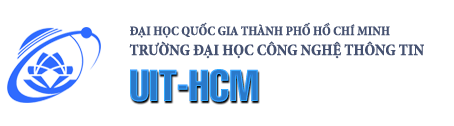 ĐẠI HỌC QUỐC GIA THÀNH PHỐ HỒ CHÍ MINH
TRƯỜNG ĐẠI HỌC CÔNG NGHỆ THÔNG TIN
UIT-HCM